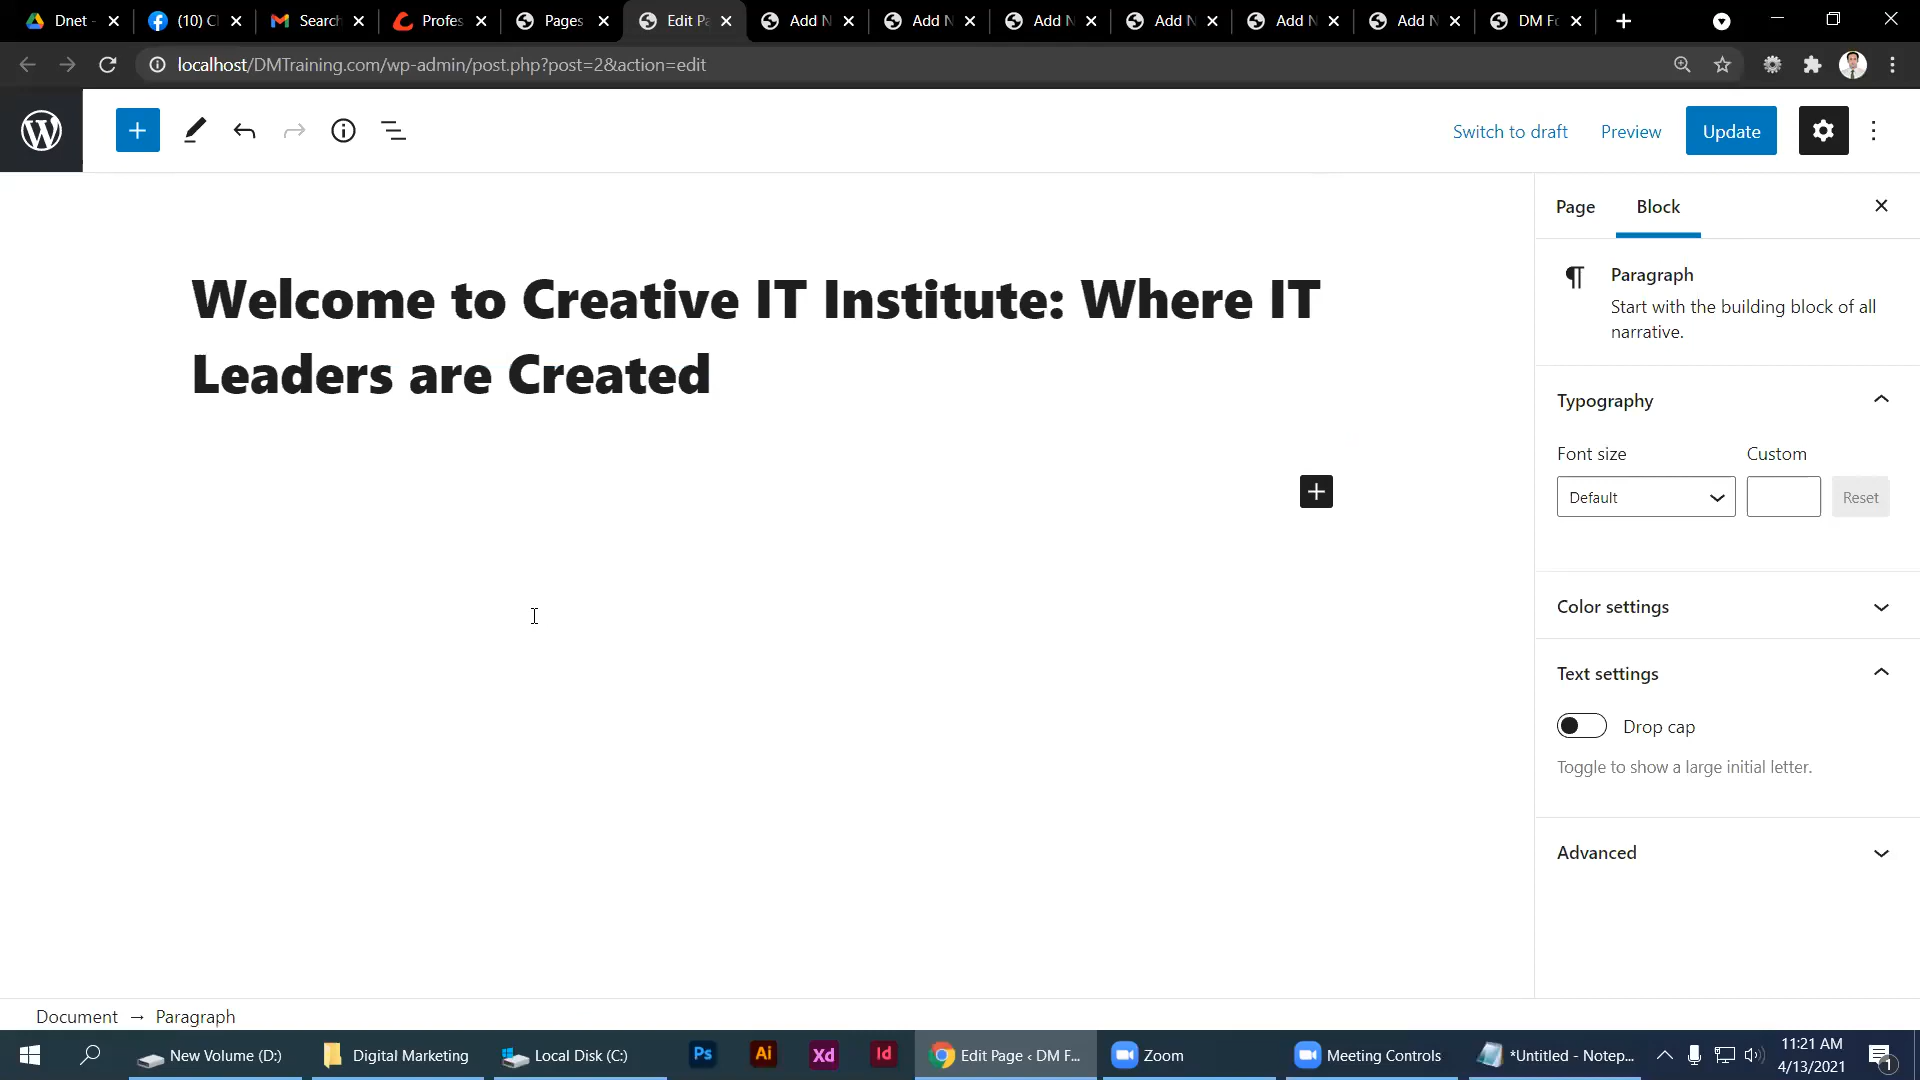 Dnet -
(10) Cl
Search
Profes
Pages
Edit Pa
Add N
Add N
Add N
Add N
Add N
Add N
DM Fo
localhost/DMTraining.com/wp-admin/post.php?post=2&action=edit
Switch to draft
Preview
Update
Page
Block
Welcome to Creative IT Institute: Where IT
Leaders are Created
Paragraph
Start with the building block of all
narrative.
Typography
Font size
Custom
Default
Reset
Color settings
Text settings
Drop cap
Toggle to show a large initial letter.
Advanced
Document → Paragraph
New Volume (D:)
Digital Marketing
Local Disk (C:)
Ps
Ai
Xd
Id
Edit Page ‹ DM F...
Zoom
Meeting Controls
*Untitled - Notep...
11:21 AM
4/13/2021
1